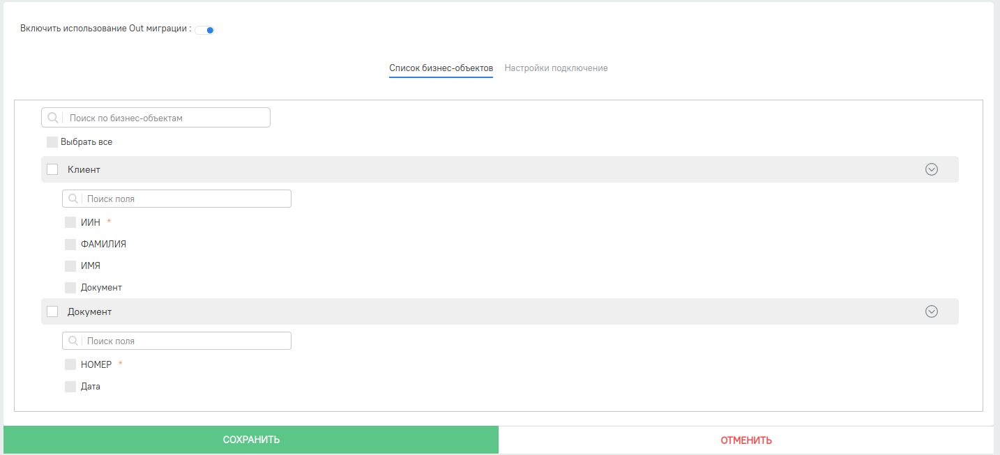 Включить использование Out миграции :
Список бизнес-объектов Настройки подключение
Поиск по бизнес-объектам
Выбрать все
Клиент
Поиск поля
ИИН *
ФАМИЛИЯ
ИМЯ
Документ
Документ
Поиск поля
НОМЕР *
Дата
СОХРАНИТЬ ОТМЕНИТЬ